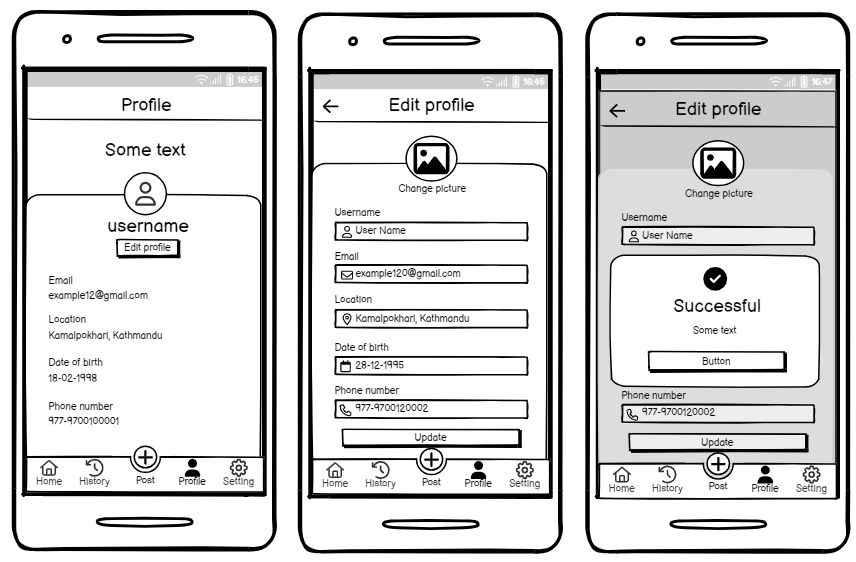 16:45
Profile
Some text
username
Edit profile
Email
example12@gmail.com
Location
Kamalpokhari, Kathmandu
Date of birth
18-02-1998
Phone number
977-9700100001
Home
History
Post
Profile
Setting
16:45
Edit profile
Change picture
Username
User Name
Email
example120@gmail.com
Location
Kamalpokhari, Kathmandu
Date of birth
28-12-1995
Phone number
977-9700120002
Update
Home
History
Post
Profile
Setting
16:47
Edit profile
Change picture
Username
User Name
Successful
Some text
Button
Phone number
977-9700120002
Update
Home
History
Post
Profile
Setting